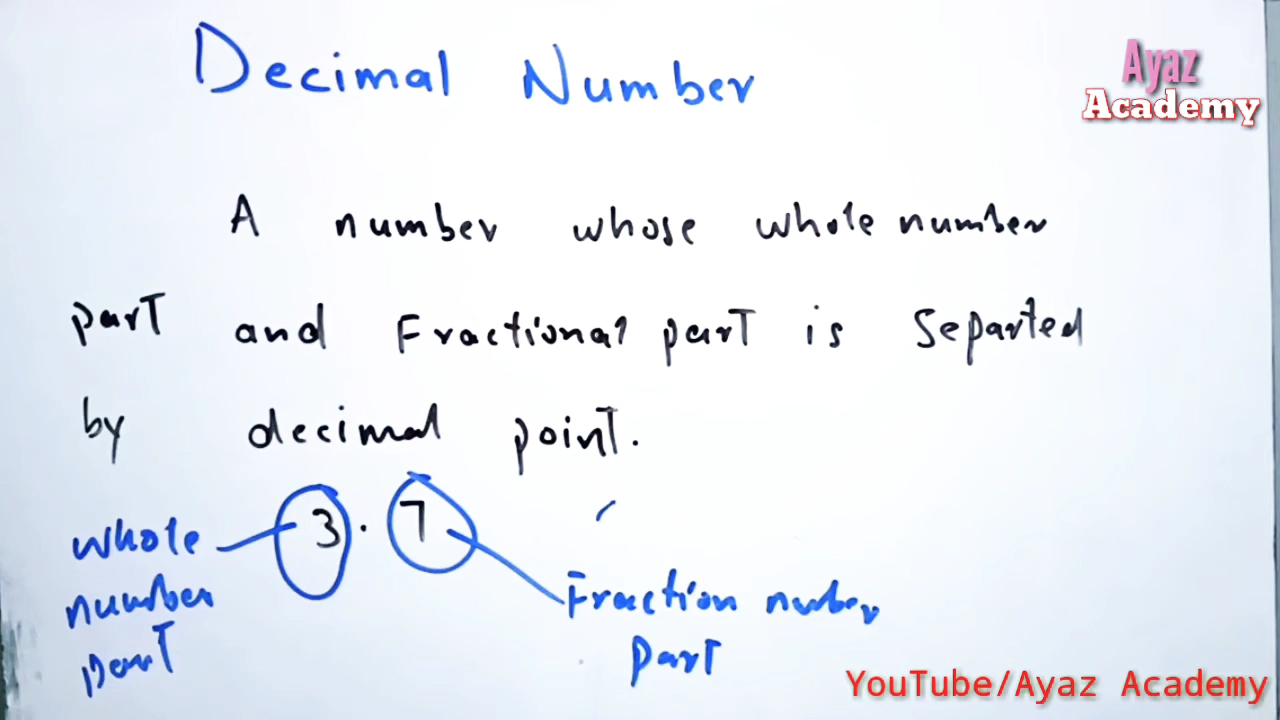 Decimal Number
Ayaz
Academy
A number whose whole number
part and Fractional part is Separted
by decimal point.
3.7
whole
number
part
Fraction number
part
YouTube/Ayaz Academy